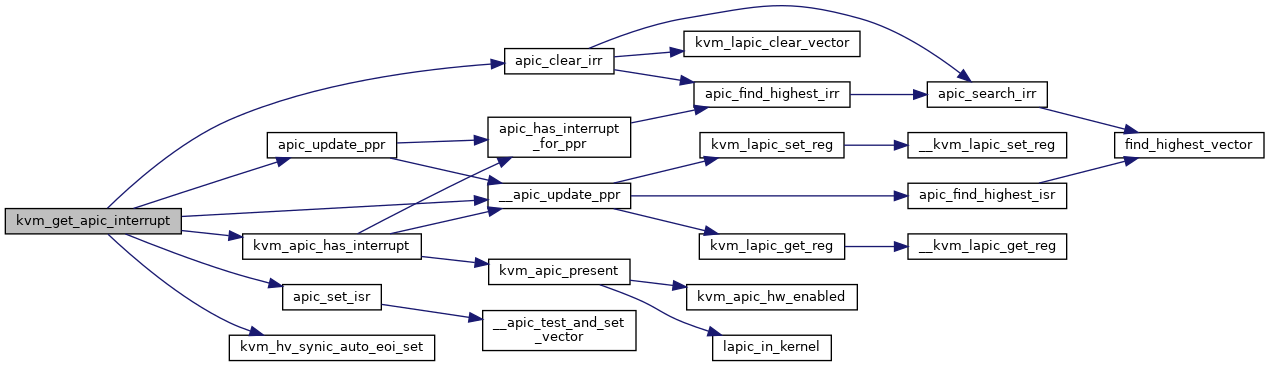 kvm_get_apic_interrupt
apic_clear_irr
kvm_lapic_clear_vector
apic_find_highest_irr
apic_search_irr
find_highest_vector
apic_update_ppr
apic_has_interrupt
_for_ppr
__apic_update_ppr
kvm_lapic_set_reg
__kvm_lapic_set_reg
apic_find_highest_isr
kvm_lapic_get_reg
__kvm_lapic_get_reg
kvm_apic_has_interrupt
kvm_apic_present
kvm_apic_hw_enabled
lapic_in_kernel
apic_set_isr
__apic_test_and_set
_vector
kvm_hv_synic_auto_eoi_set